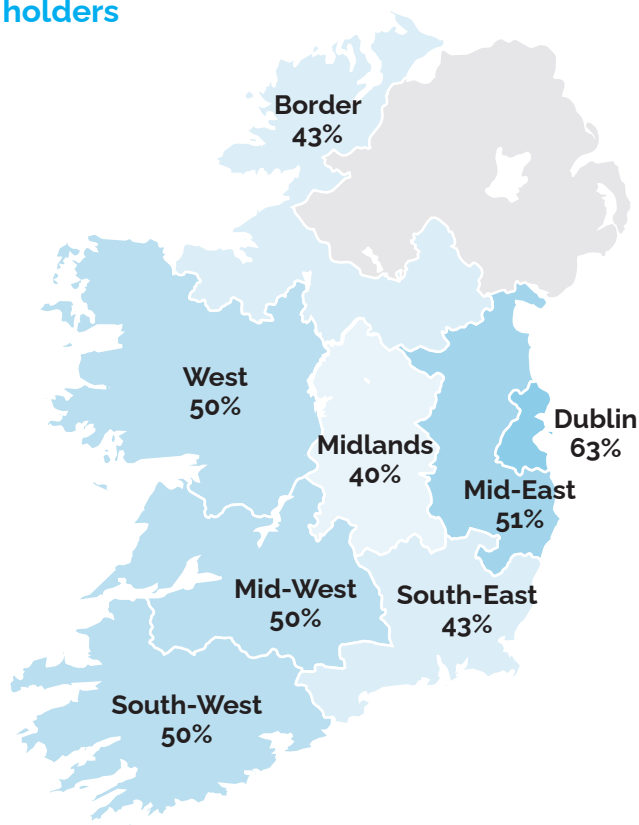 holders
Border
43%
West
50%
Dublin
63%
Midlands
40%
Mid-East
51%
Mid-West
50%
South-East
43%
South-West
50%